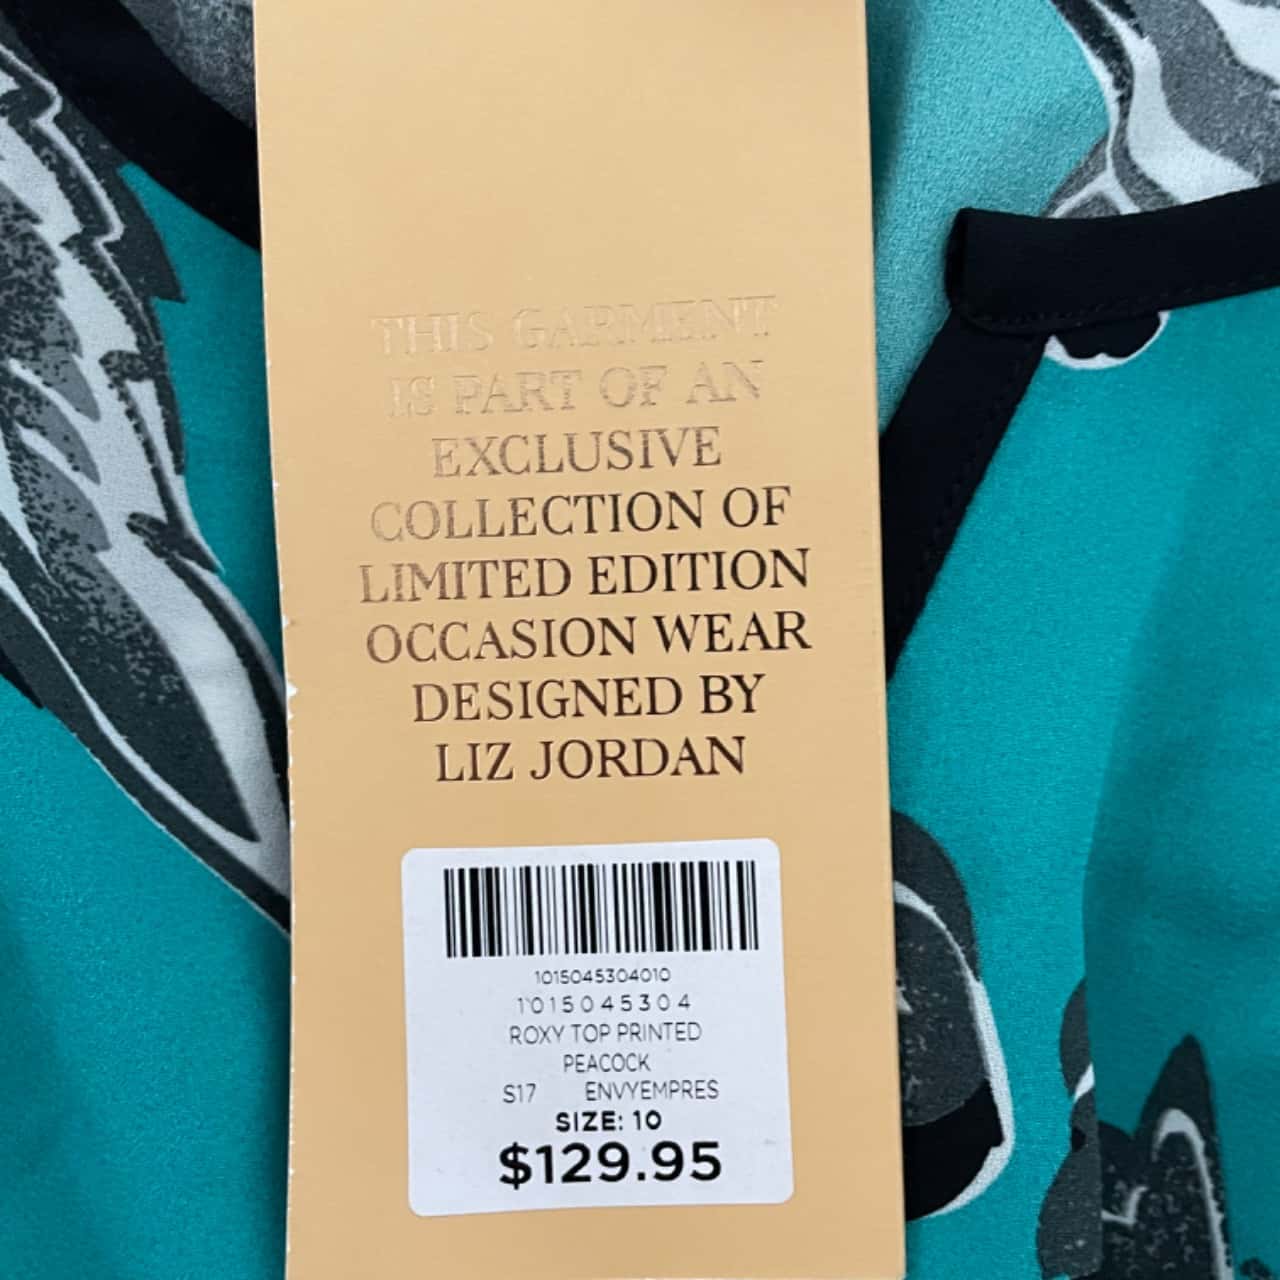 THIS GARMENT
IS PART OF AN
EXCLUSIVE
COLLECTION OF
LIMITED EDITION
OCCASION WEAR
DESIGNED BY
LIZ JORDAN
1015045304010
1015045304
ROXY TOP PRINTED
PEACOCK
S17 ENVYEMPRES
SIZE: 10
$129.95